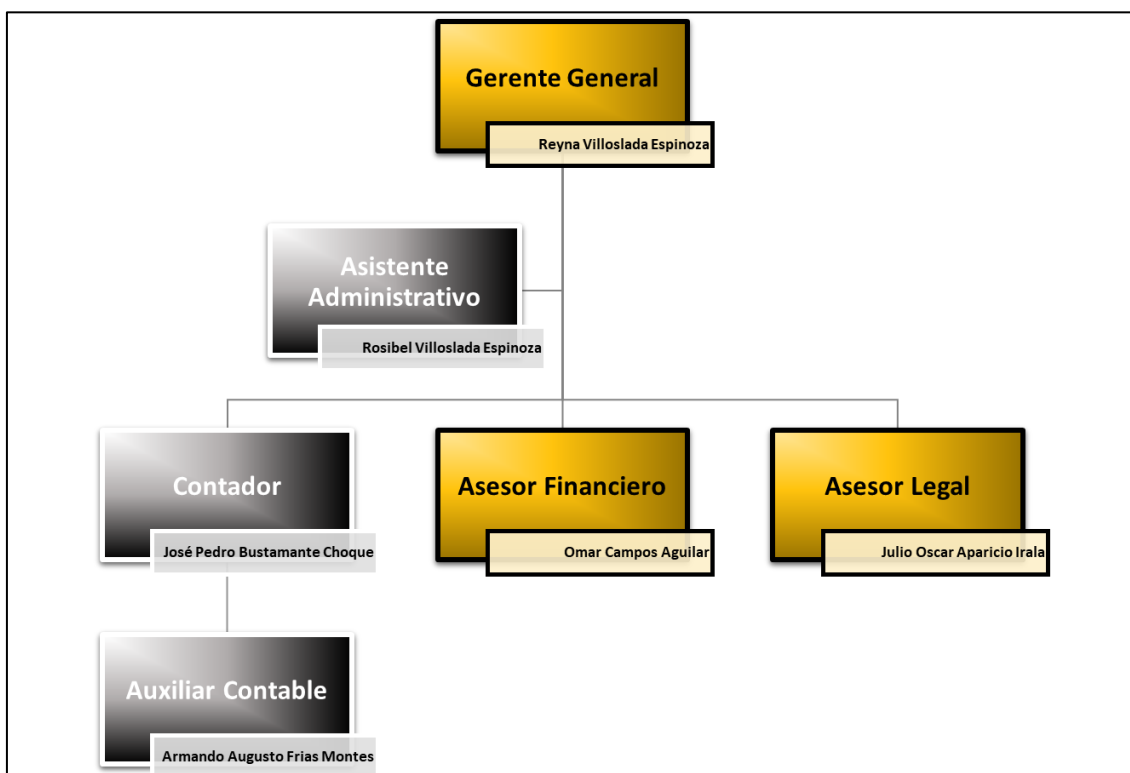 Gerente General
Reyna Villoslada Espinoza
Asistente
Administrativo
Rosibel Villoslada Espinoza
Contador
José Pedro Bustamante Choque
Asesor Financiero
Omar Campos Aguilar
Asesor Legal
Julio Oscar Aparicio Irala
Auxiliar Contable
Armando Augusto Frias Montes